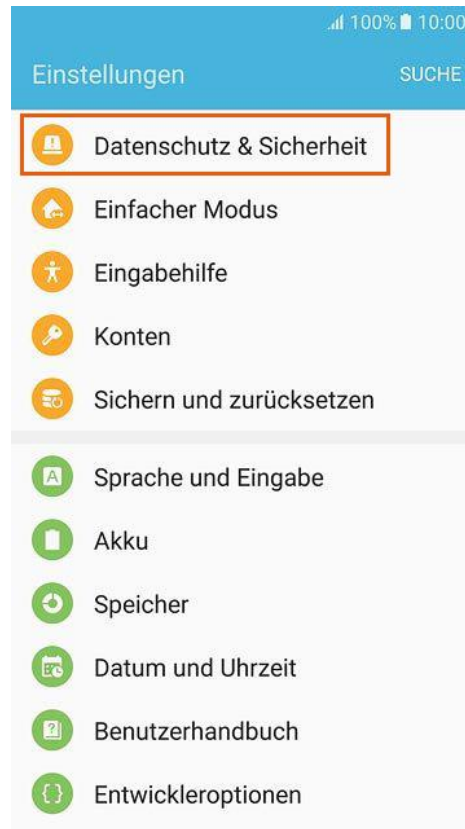 100% 10:00
Einstellungen SUCHE
Datenschutz & Sicherheit
Einfacher Modus
Eingabehilfe
Konten
Sichern und zurücksetzen
Sprache und Eingabe
Akku
Speicher
Datum und Uhrzeit
Benutzerhandbuch
Entwickleroptionen